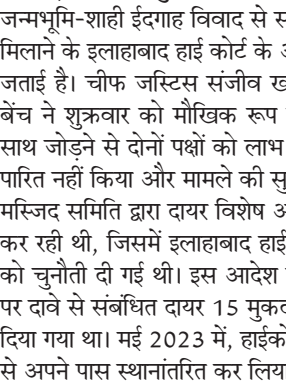 जन्मभूमि-शाही ईदगाह विवाद से स
मिलाने के इलाहाबाद हाई कोर्ट के अ
जताई है। चीफ जस्टिस संजीव ख
बेंच ने शुक्रवार को मौखिक रूप
साथ जोड़ने से दोनों पक्षों को लाभ
पारित नहीं किया और मामले की सु
मस्जिद समिति द्वारा दायर विशेष अ
कर रही थी, जिसमें इलाहाबाद हाई
को चुनौती दी गई थी। इस आदेश
पर दावे से संबंधित दायर 15 मुकद
दिया गया था। मई 2023 में, हाईको
से अपने पास स्थानांतरित कर लिय